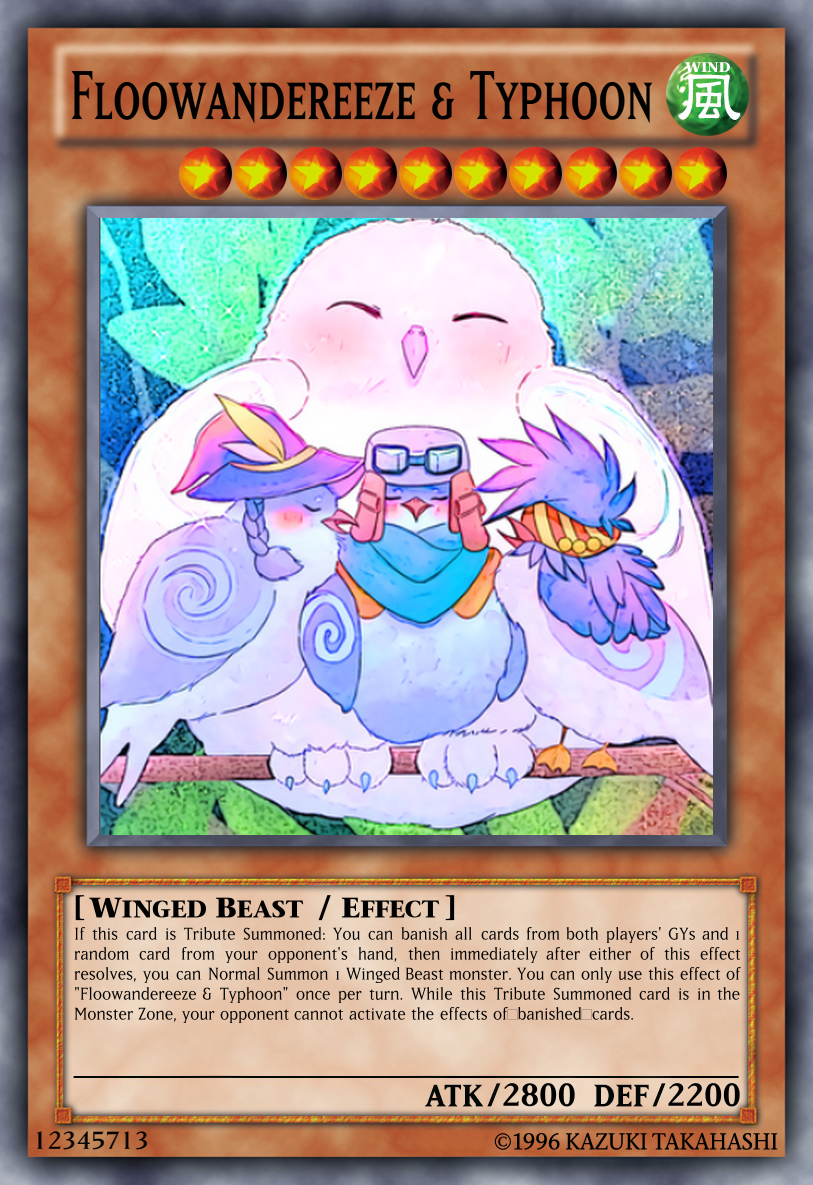 Floowandereeze & Typhoon
WIND
風
[ Winged Beast / Effect ]
If this card is Tribute Summoned: You can banish all cards from both players' GYs and 1
random card from your opponent's hand, then immediately after either of this effect
resolves, you can Normal Summon 1 Winged Beast monster. You can only use this effect of
"Floowandereeze & Typhoon" once per turn. While this Tribute Summoned card is in the
Monster Zone, your opponent cannot activate the effects of□banished□cards.
ATK/2800 DEF/2200
12345713
©1996 KAZUKI TAKAHASHI